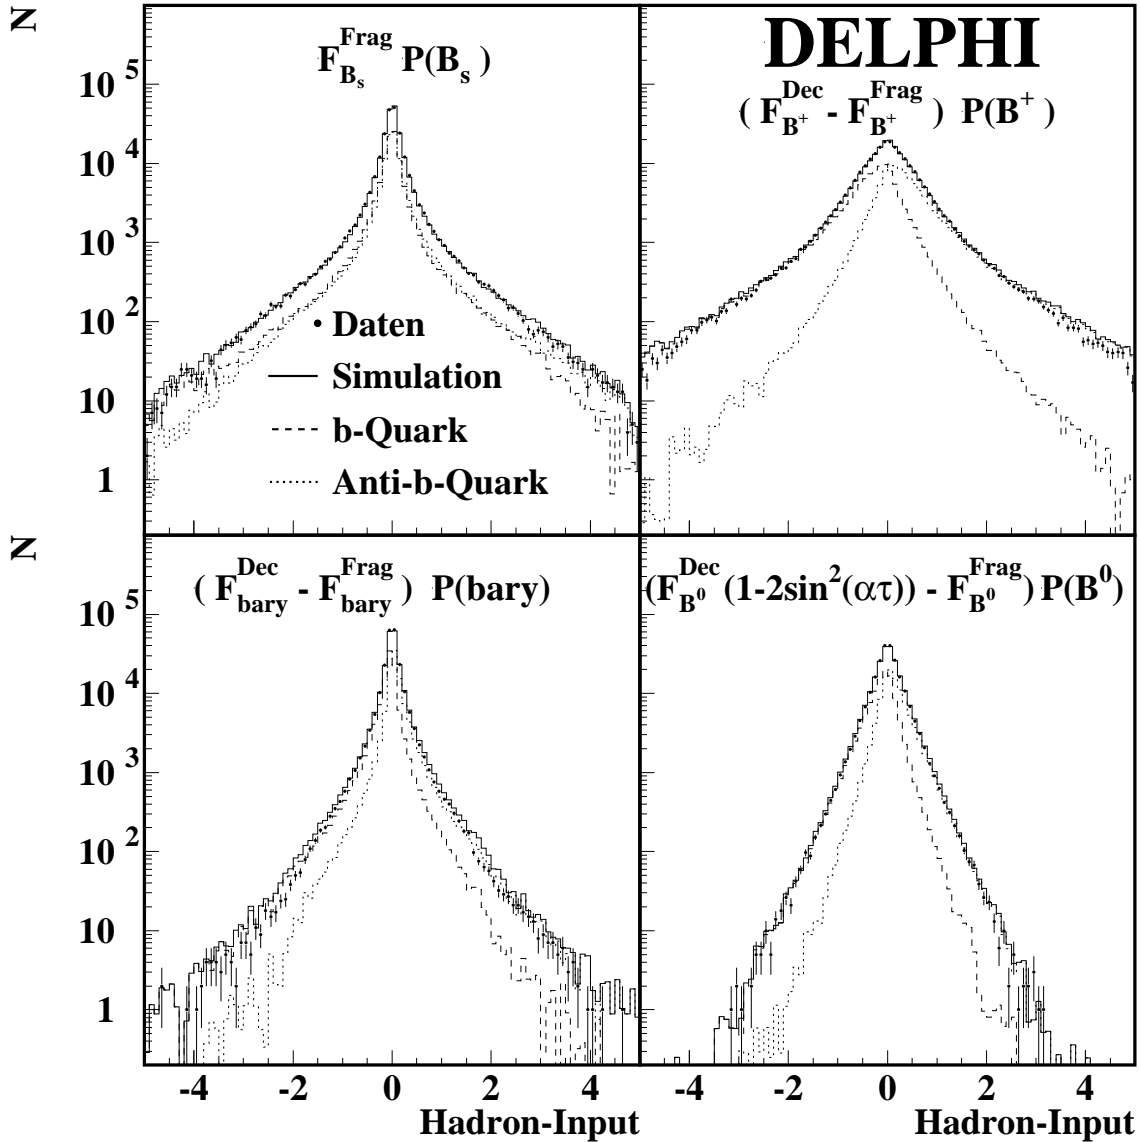 N
F_{B_s}^{Frag} P(B_s)
DELPHI
( F_{B^+}^{Dec} - F_{B^+}^{Frag} ) P(B^+)
10^5
10^4
10^3
10^2
10
1
• Daten
Simulation
b-Quark
Anti-b-Quark
N
( F_{bary}^{Dec} - F_{bary}^{Frag} ) P(bary)
(F_{B^0}^{Dec} (1-2sin^2(ατ)) - F_{B^0}^{Frag}) P(B^0)
10^5
10^4
10^3
10^2
10
1
-4 -2 0 2 4
-4 -2 0 2 4
Hadron-Input
Hadron-Input